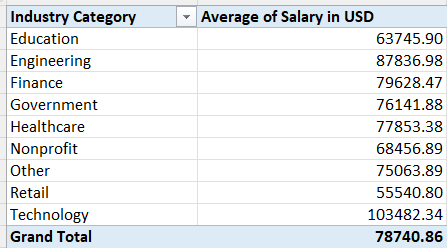 Industry Category Average of Salary in USD
Education 63745.90
Engineering 87836.98
Finance 79628.47
Government 76141.88
Healthcare 77853.38
Nonprofit 68456.89
Other 75063.89
Retail 55540.80
Technology 103482.34
Grand Total 78740.86